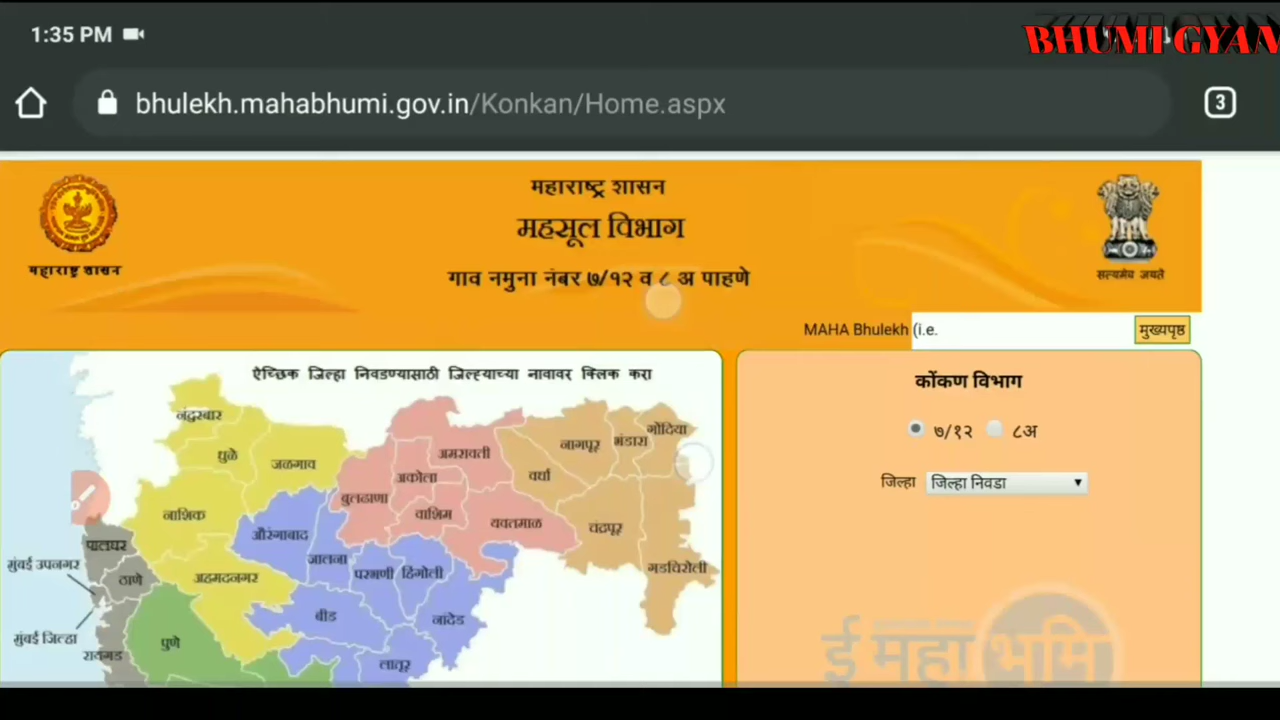 1:35 PM
BHUMI GYAN
bhulekh.mahabhumi.gov.in/Konkan/Home.aspx
3
महाराष्ट्र शासन
महसूल विभाग
गाव नमुना नंबर ७/१२ व ८ अ पाहणे
महाराष्ट्र शासन
सत्यमेव जयते
MAHA Bhulekh (i.e.
मुख्यपृष्ठ
ऐच्छिक जिल्हा निवडण्यासाठी जिल्ह्याच्या नावावर क्लिक करा
कोंकण विभाग
७/१२
८अ
जिल्हा
जिल्हा निवडा
नंदुरबार
धुळे
जळगाव
नाशिक
अहमदनगर
बुलढाणा
अकोला
अमरावती
वाशिम
यवतमाळ
वर्धा
नागपूर
भंडारा
गोंदिया
चंद्रपूर
गडचिरोली
औरंगाबाद
जालना
परभणी
हिंगोली
बीड
नांदेड
लातूर
पालघर
मुंबई उपनगर
ठाणे
मुंबई जिल्हा
रायगड
पुणे
ई महाभूमि